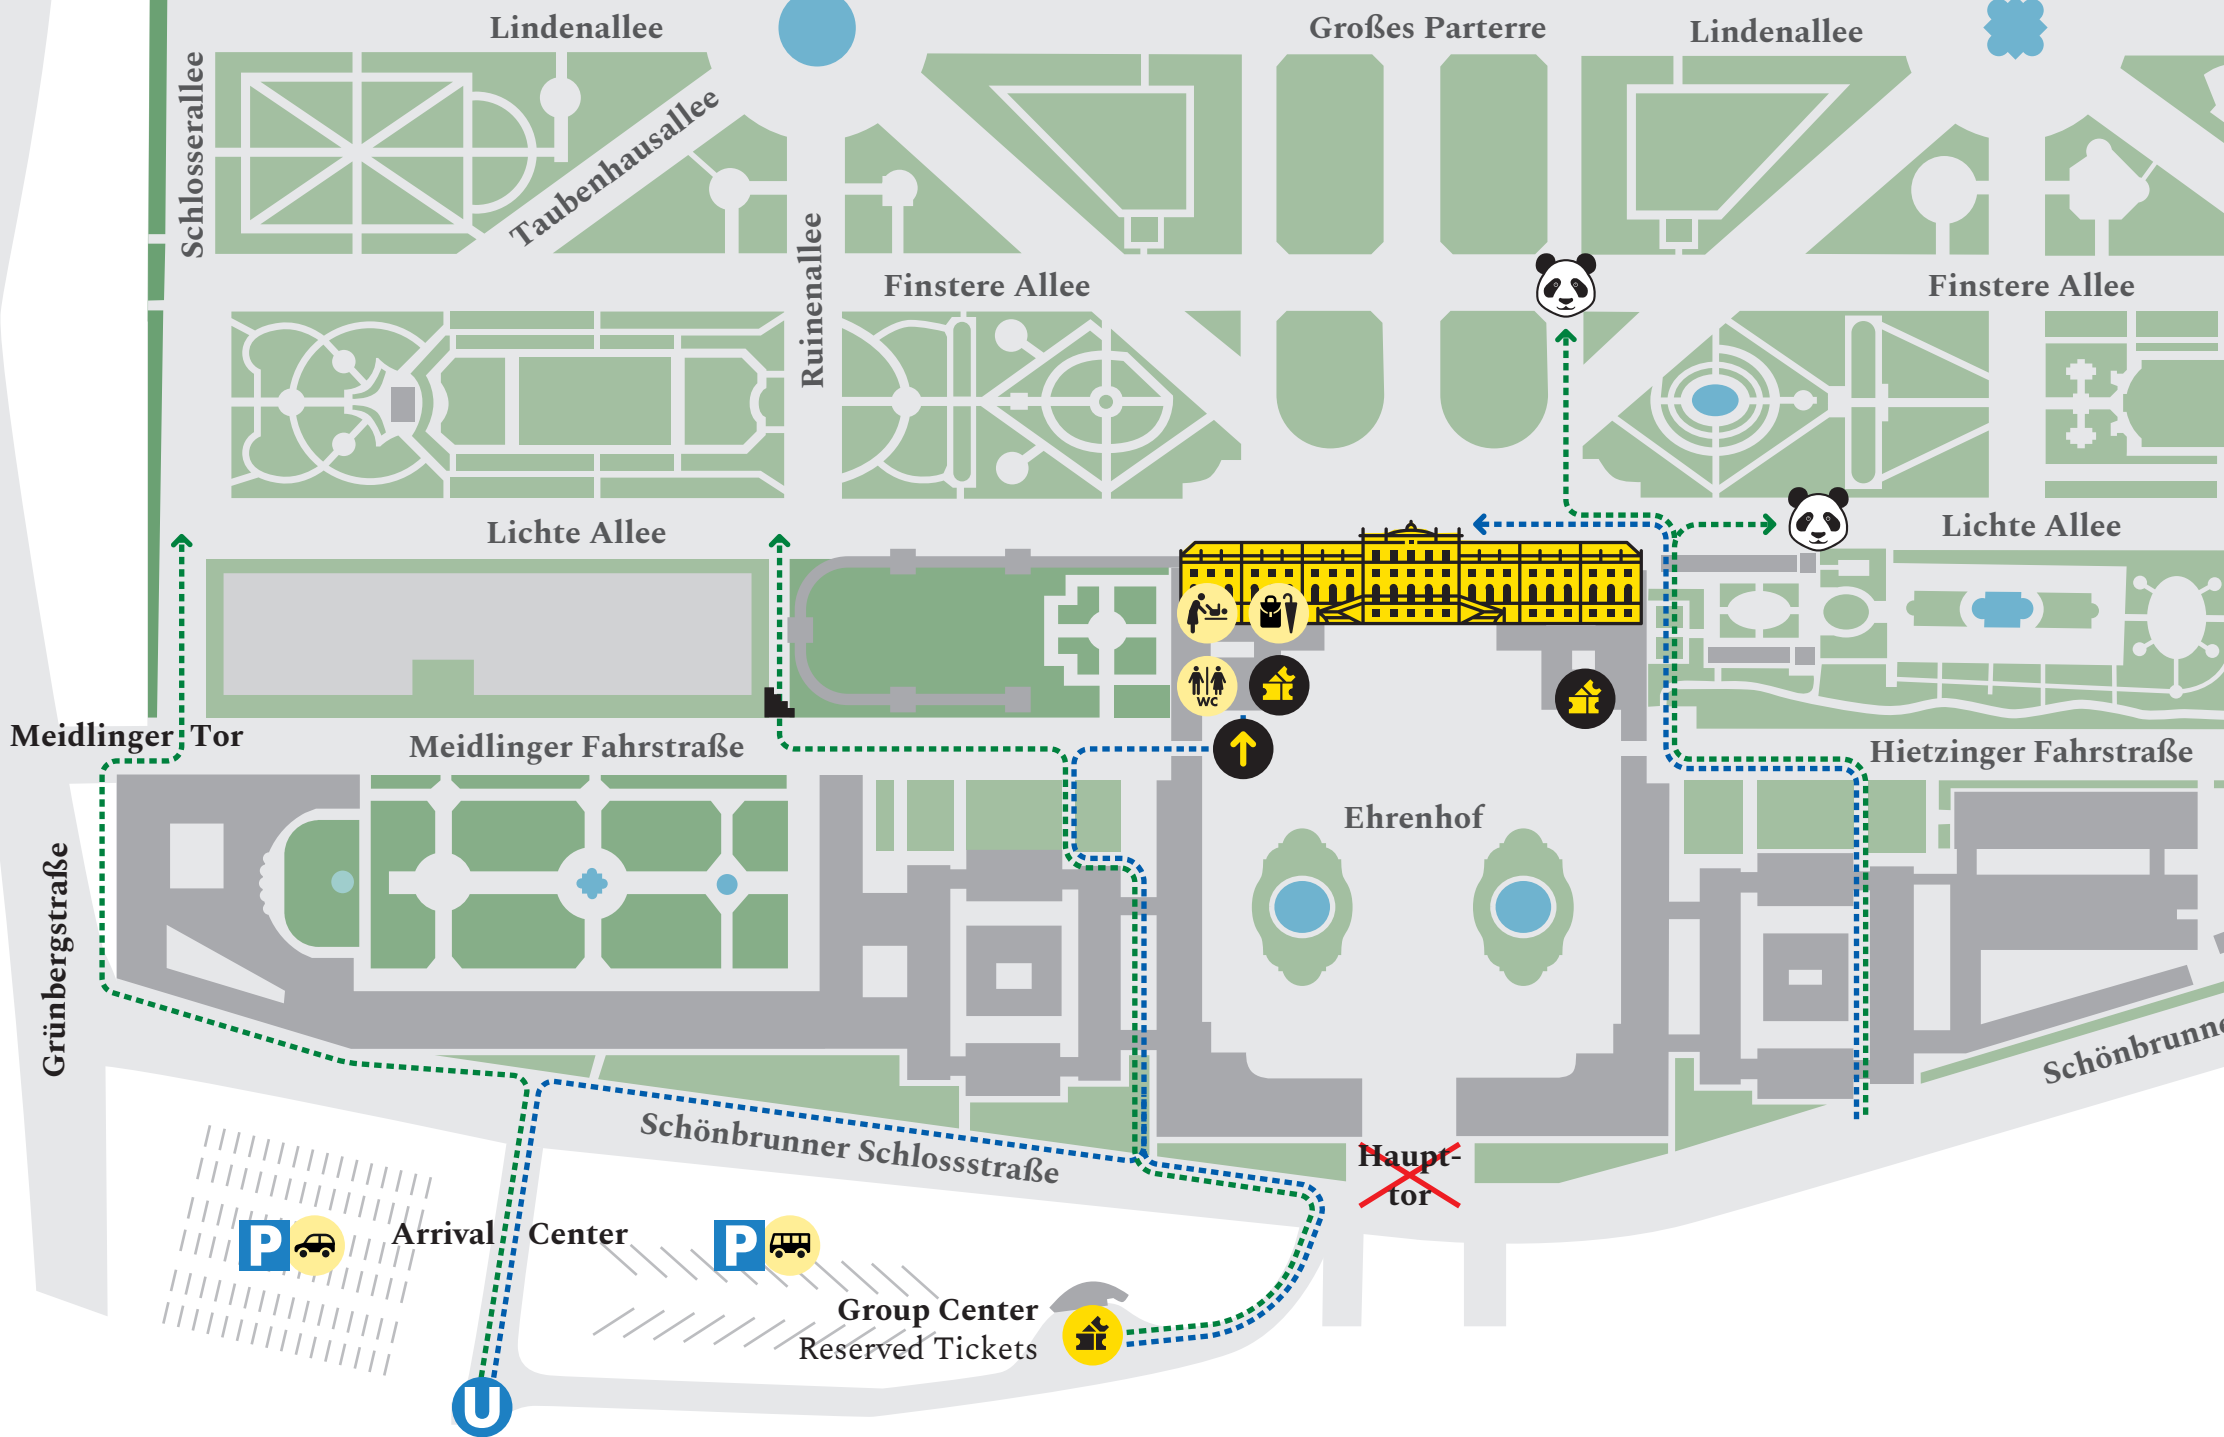 Lindenallee
Großes Parterre
Lindenallee
Schlosserallee
Taubenhausallee
Ruinenallee
Finstere Allee
Finstere Allee
Lichte Allee
Lichte Allee
WC
Meidlinger Tor
Meidlinger Fahrstraße
Hietzinger Fahrstraße
Ehrenhof
Grünbergstraße
Schönbrunner Schlossstraße
Haupt-
tor
P
Arrival Center
P
Group Center
Reserved Tickets
U